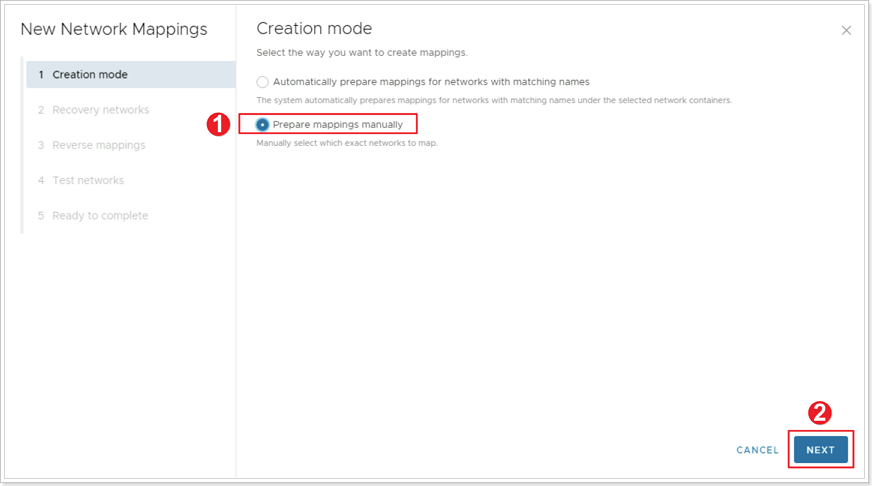 New Network Mappings
1 Creation mode
2 Recovery networks
3 Reverse mappings
4 Test networks
5 Ready to complete
Creation mode
Select the way you want to create mappings.
Automatically prepare mappings for networks with matching names
The system automatically prepares mappings for networks with matching names under the selected network containers.
1
Prepare mappings manually
Manually select which exact networks to map.
2
CANCEL NEXT